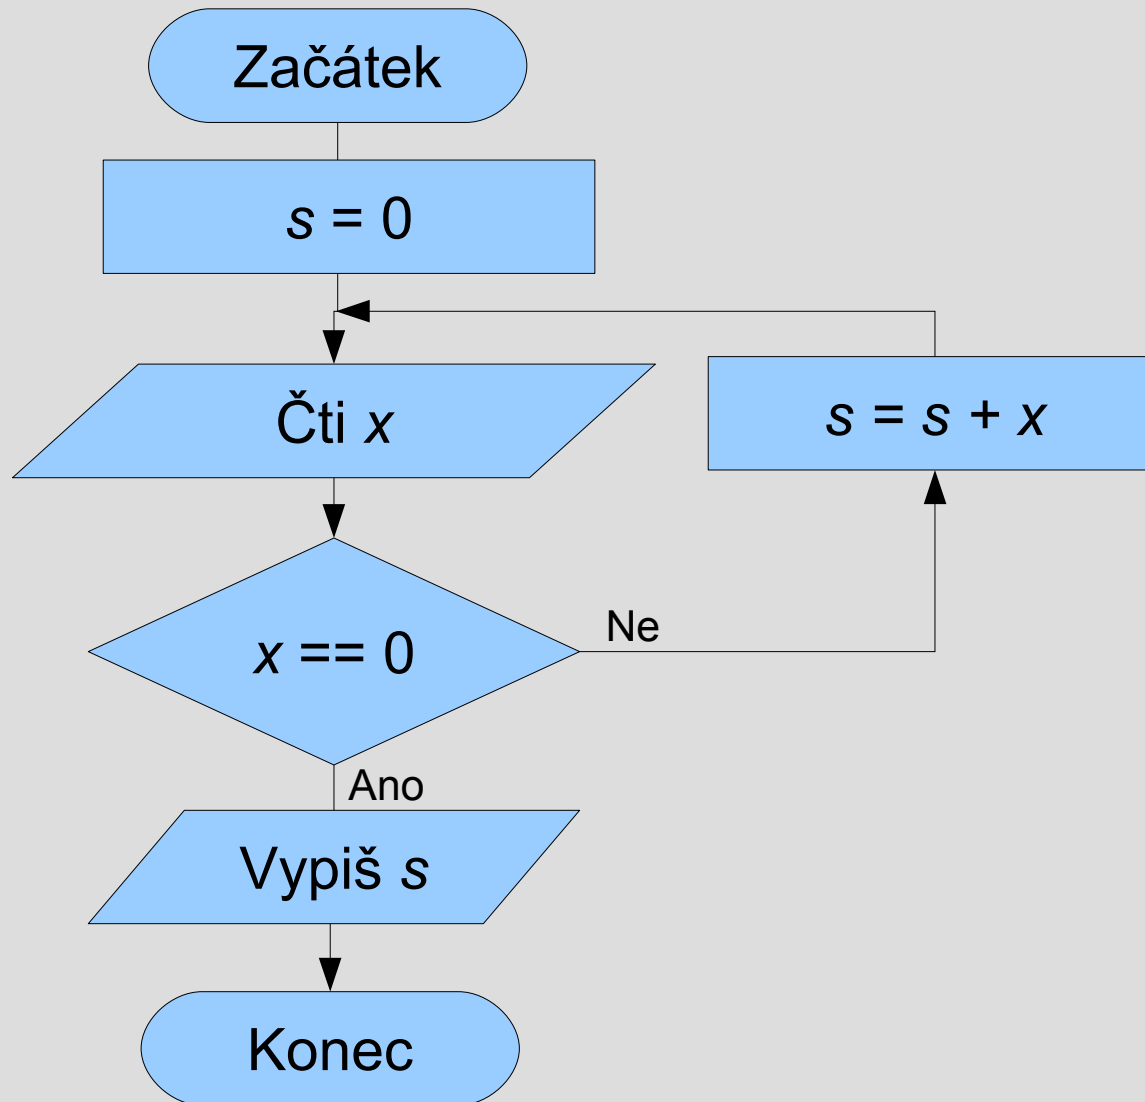 Začátek
s = 0
Čti x
s = s + x
x == 0
Ne
Ano
Vypiš s
Konec